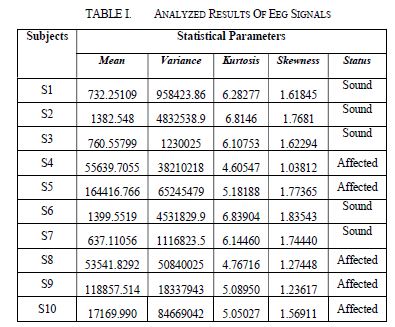 TABLE I. ANALYZED RESULTS OF EEG SIGNALS
Subjects Statistical Parameters
Mean Variance Kurtosis Skewness Status
S1 732.25109 958423.86 6.28277 1.61845 Sound
S2 1382.548 4832538.9 6.8146 1.7681 Sound
S3 760.55799 1230025 6.10753 1.62294 Sound
S4 55639.7055 38210218 4.60547 1.03812 Affected
S5 164416.766 65245479 5.18188 1.77365 Affected
S6 1399.5519 4531829.9 6.83904 1.83543 Sound
S7 637.11056 1116823.5 6.14460 1.74440 Sound
S8 53541.8292 50840025 4.76716 1.27448 Affected
S9 118857.514 18337943 5.08950 1.23617 Affected
S10 17169.990 84669042 5.05027 1.56911 Affected